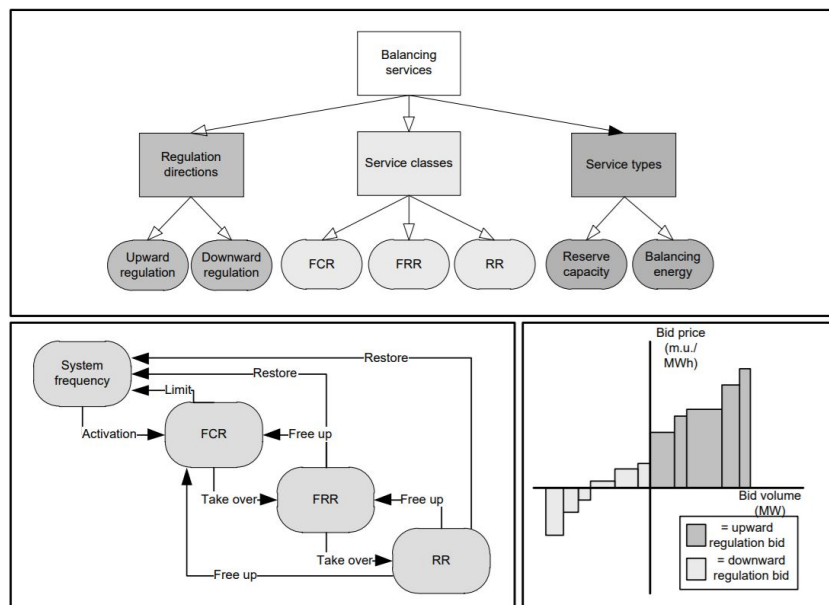 Balancing
services
Regulation
directions
Service classes
Service types
Upward
regulation
Downward
regulation
FCR
FRR
RR
Reserve
capacity
Balancing
energy
System
frequency
Restore
Restore
Limit
Activation
FCR
Free up
Take over
FRR
Free up
Take over
RR
Free up
Bid price
(m.u./
MWh)
Bid volume
(MW)
= upward
regulation bid
= downward
regulation bid